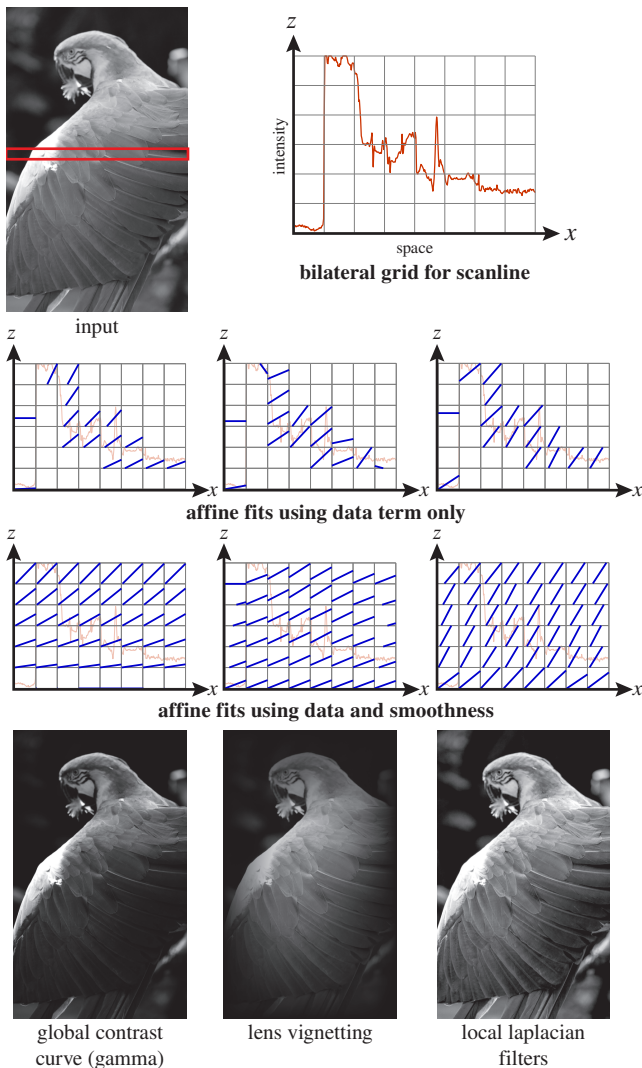 z
intensity
x
space
bilateral grid for scanline
input
z
z
z
x
x
x
affine fits using data term only
z
z
z
x
x
x
affine fits using data and smoothness
global contrast
curve (gamma)
lens vignetting
local laplacian
filters